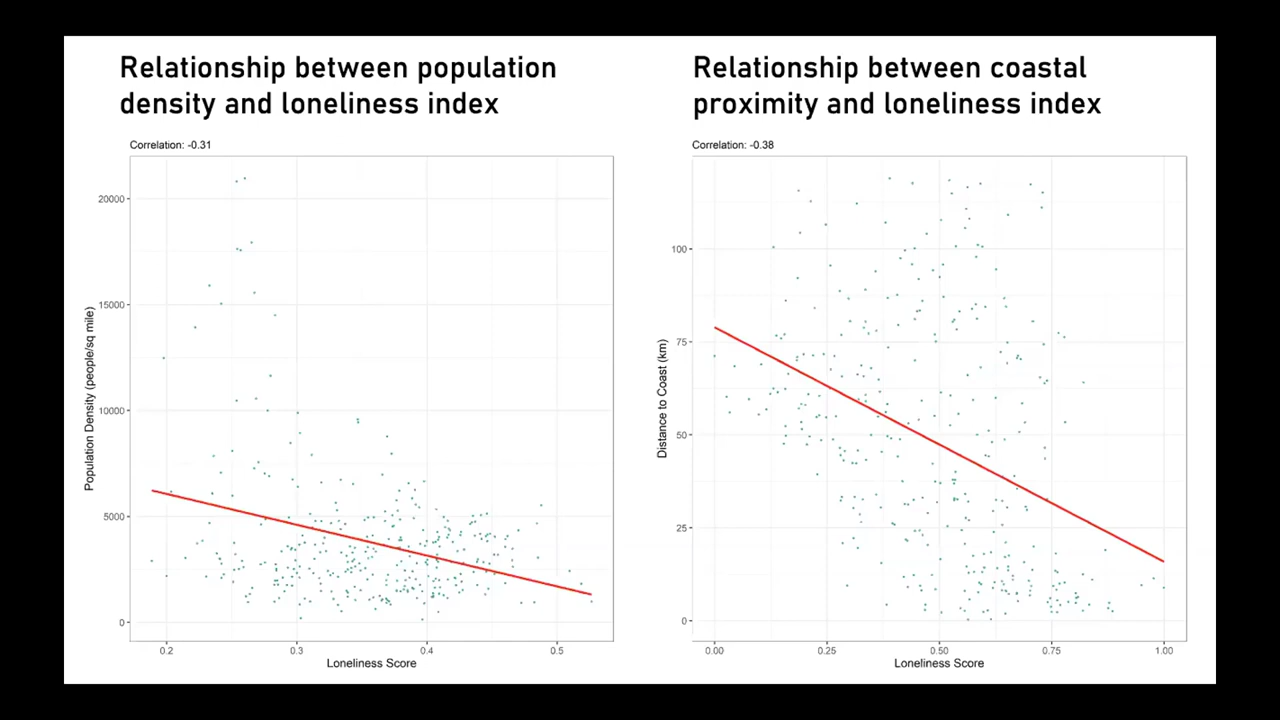 Relationship between population
density and loneliness index
Correlation: -0.31
Population Density (people/sq mile)
20000
15000
10000
5000
0
0.2 0.3 0.4 0.5
Loneliness Score
Relationship between coastal
proximity and loneliness index
Correlation: -0.38
Distance to Coast (km)
100
75
50
25
0
0.00 0.25 0.50 0.75 1.00
Loneliness Score